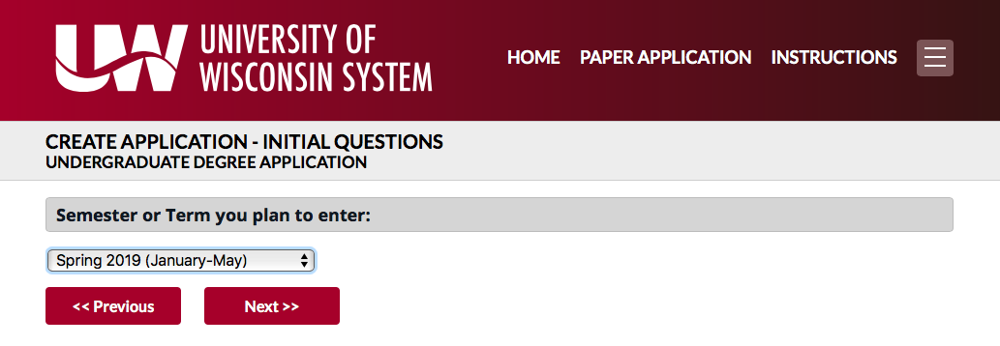 UW UNIVERSITY OF
WISCONSIN SYSTEM
HOME PAPER APPLICATION INSTRUCTIONS
CREATE APPLICATION - INITIAL QUESTIONS
UNDERGRADUATE DEGREE APPLICATION
Semester or Term you plan to enter:
Spring 2019 (January-May)
<< Previous Next >>